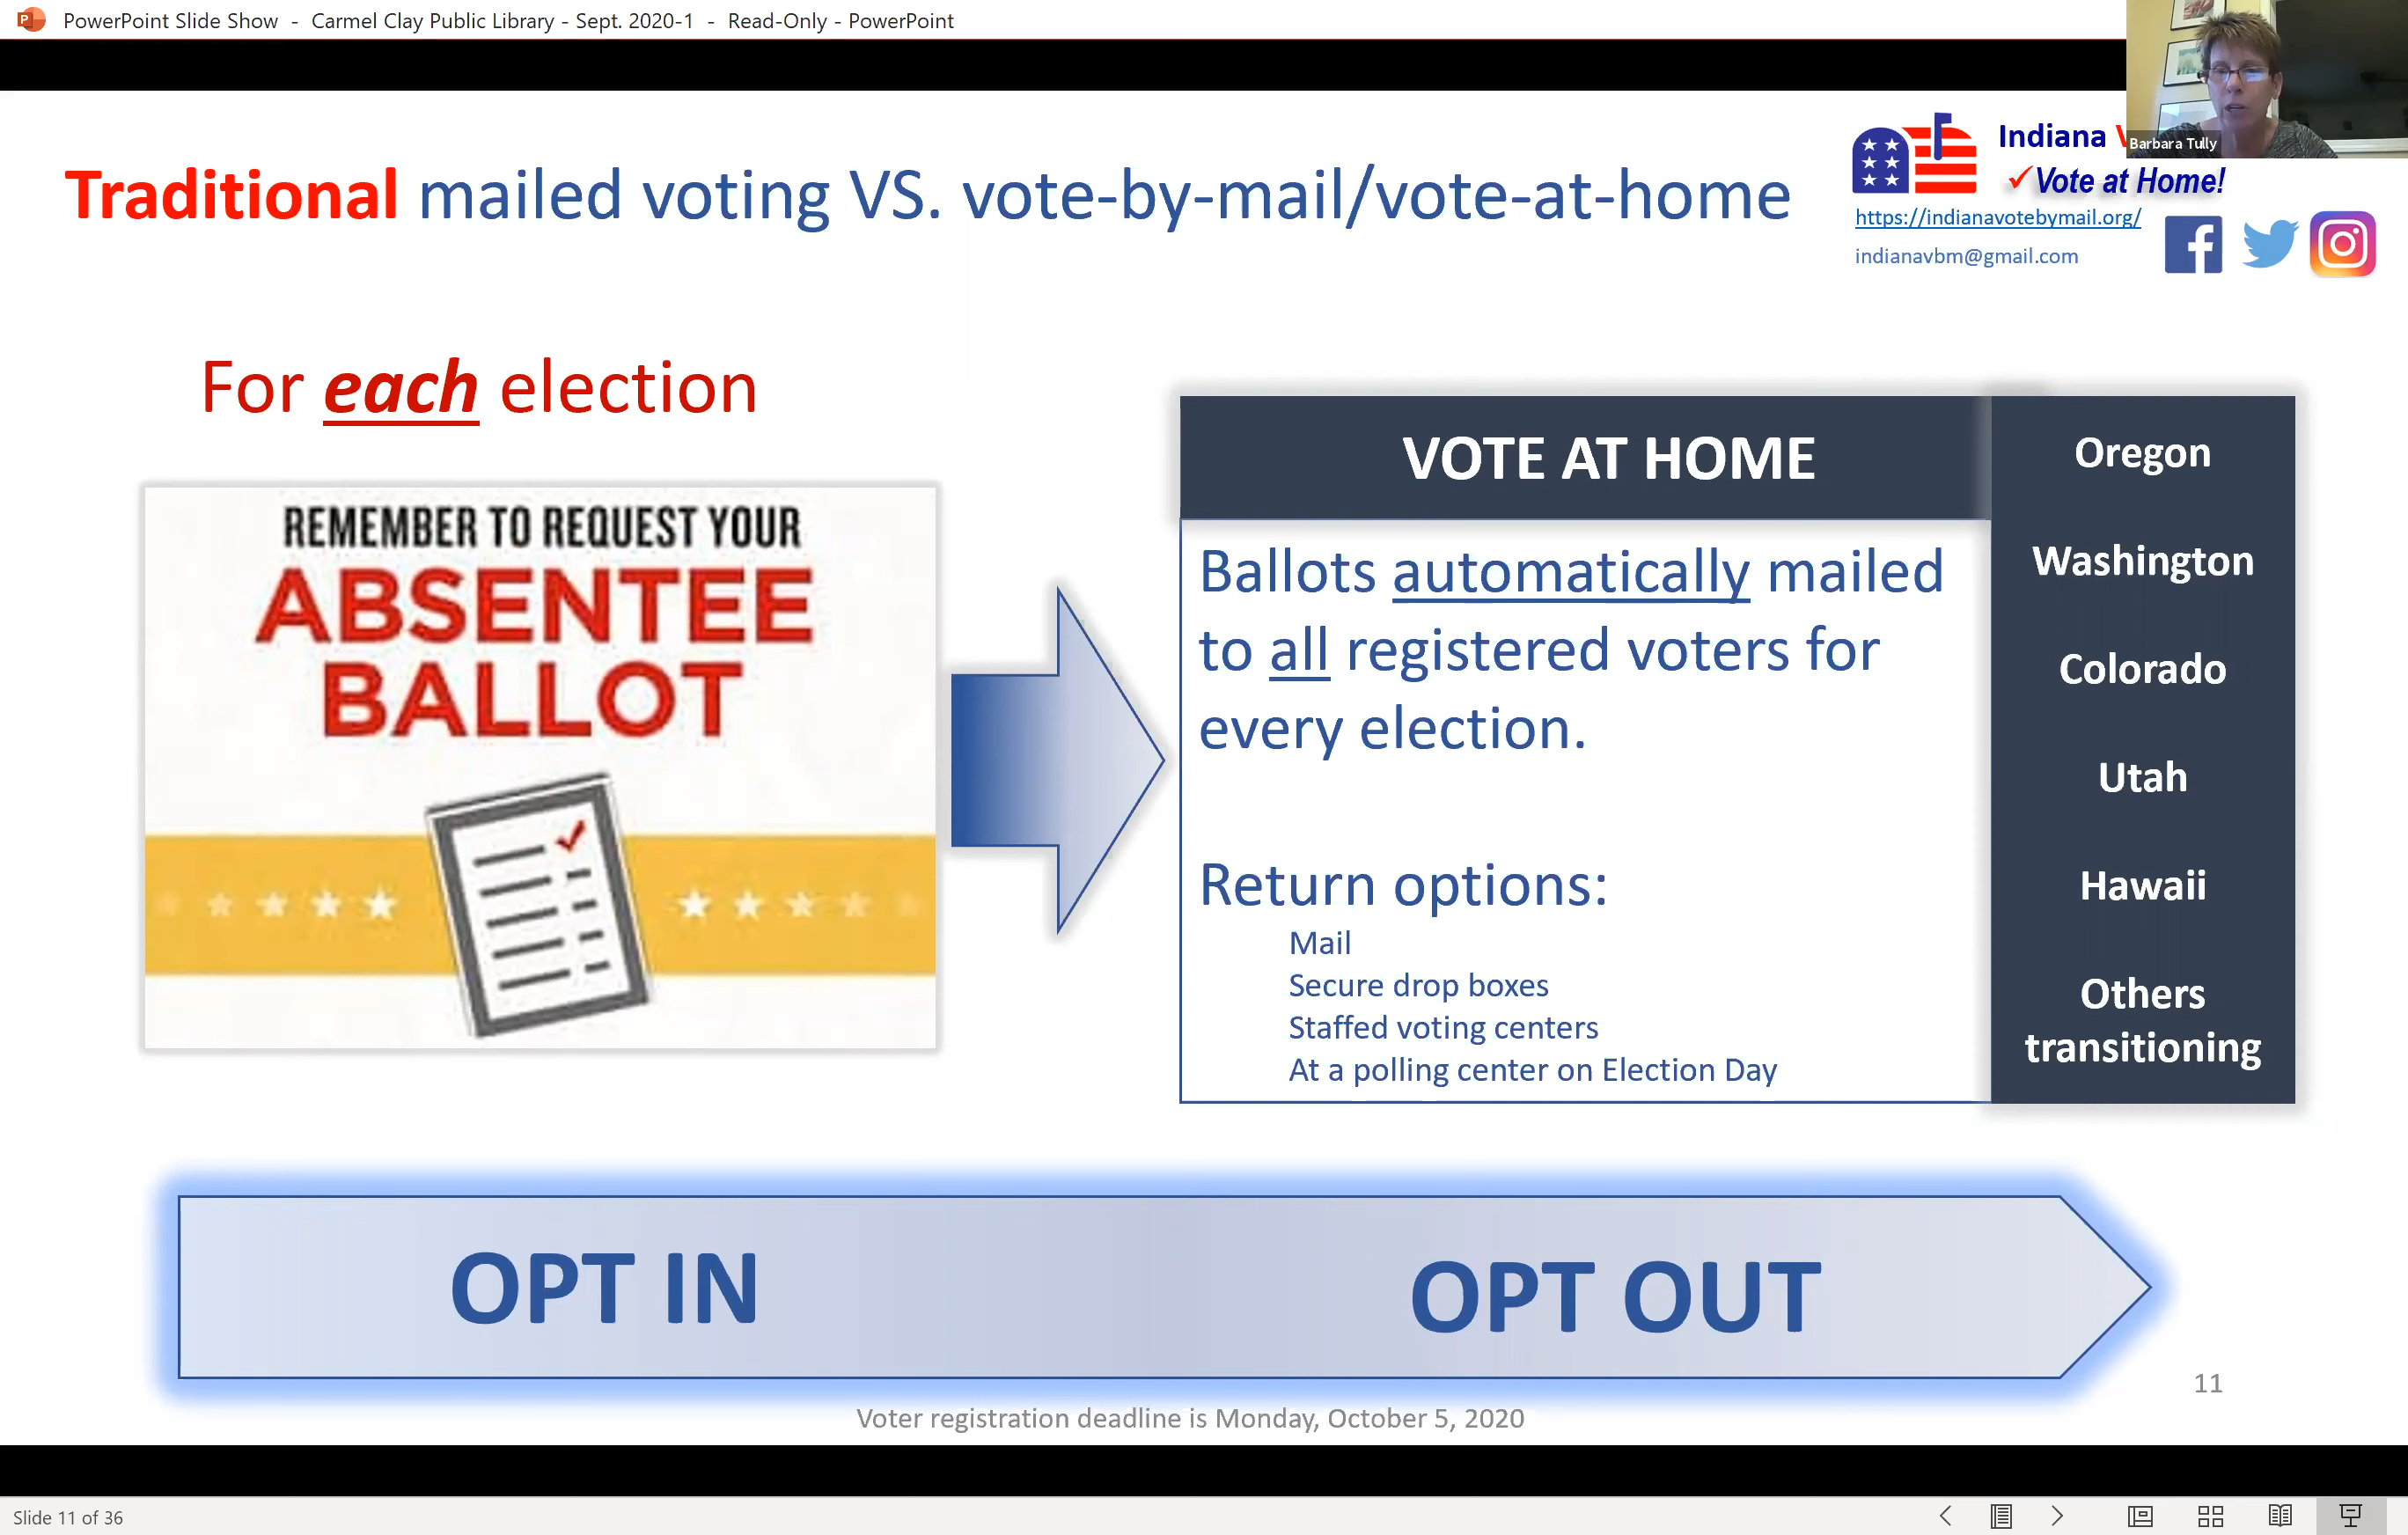 PowerPoint Slide Show - Carmel Clay Public Library - Sept. 2020-1 - Read-Only - PowerPoint
Barbara Tully
Traditional mailed voting VS. vote-by-mail/vote-at-home
Indiana
Vote at Home!
https://indianavotebymail.org/
indianavbm@gmail.com
For each election
REMEMBER TO REQUEST YOUR
ABSENTEE
BALLOT
VOTE AT HOME
Ballots automatically mailed
to all registered voters for
every election.
Return options:
Mail
Secure drop boxes
Staffed voting centers
At a polling center on Election Day
Oregon
Washington
Colorado
Utah
Hawaii
Others
transitioning
OPT IN
OPT OUT
11
Voter registration deadline is Monday, October 5, 2020
Slide 11 of 36